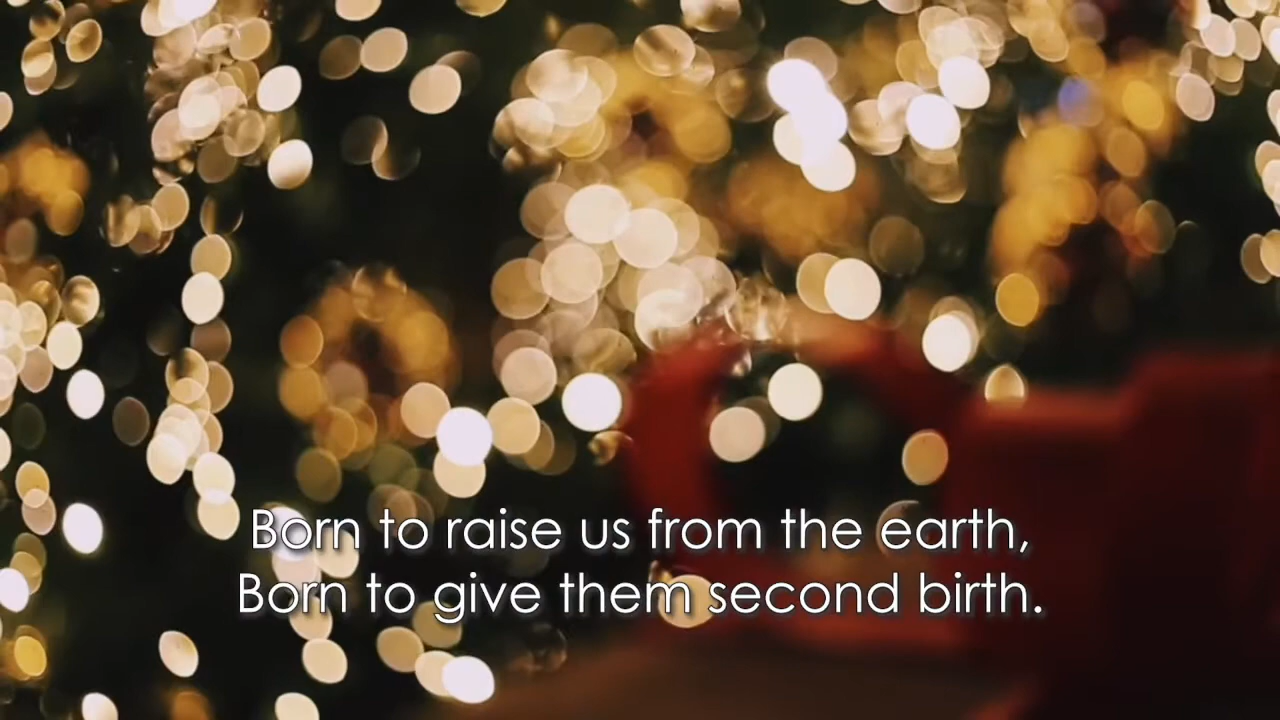 Born to raise us from the earth,
Born to give them second birth.